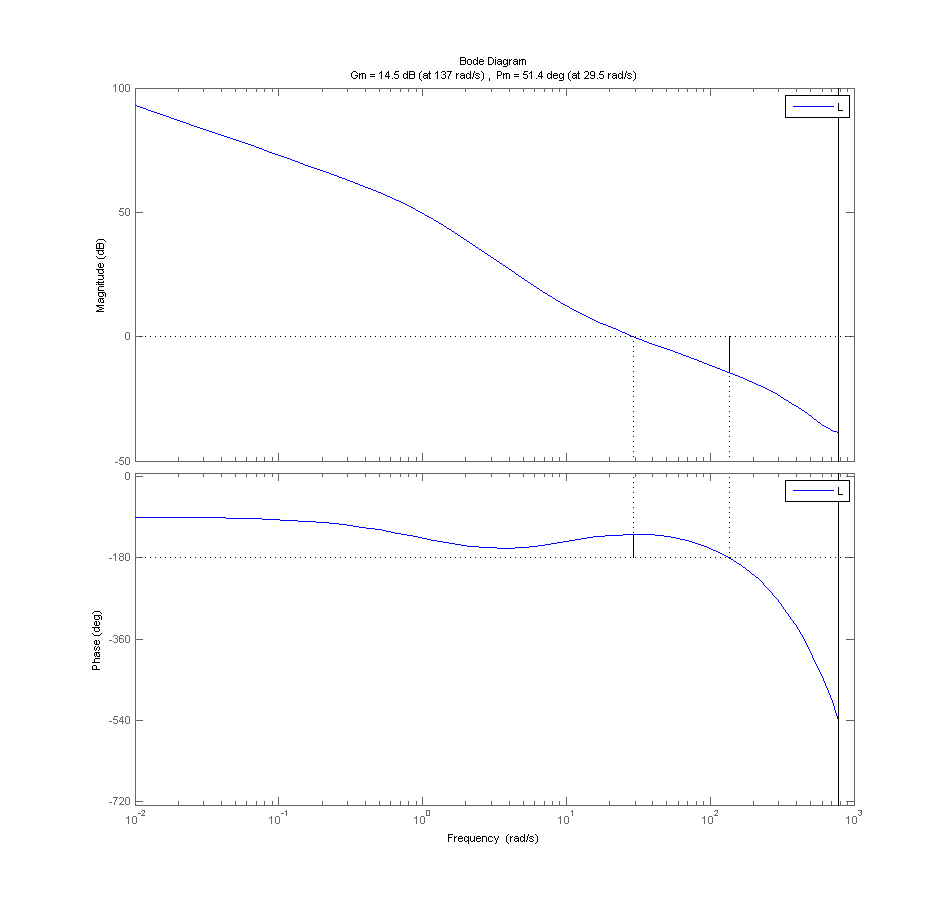 Bode Diagram
Gm = 14.5 dB (at 137 rad/s) , Pm = 51.4 deg (at 29.5 rad/s)
100
50
0
-50
Magnitude (dB)
L
0
-180
-360
-540
-720
Phase (deg)
L
10^-2
10^-1
10^0
10^1
10^2
10^3
Frequency (rad/s)